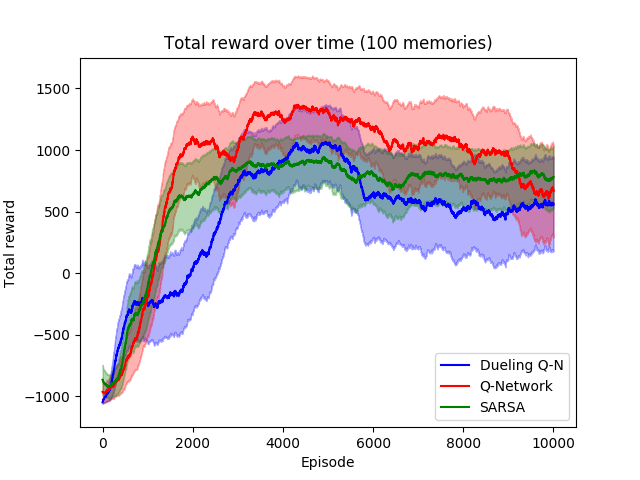 Total reward over time (100 memories)
Total reward
1500
1000
500
0
−500
−1000
0
2000
4000
6000
8000
10000
Episode
Dueling Q-N
Q-Network
SARSA